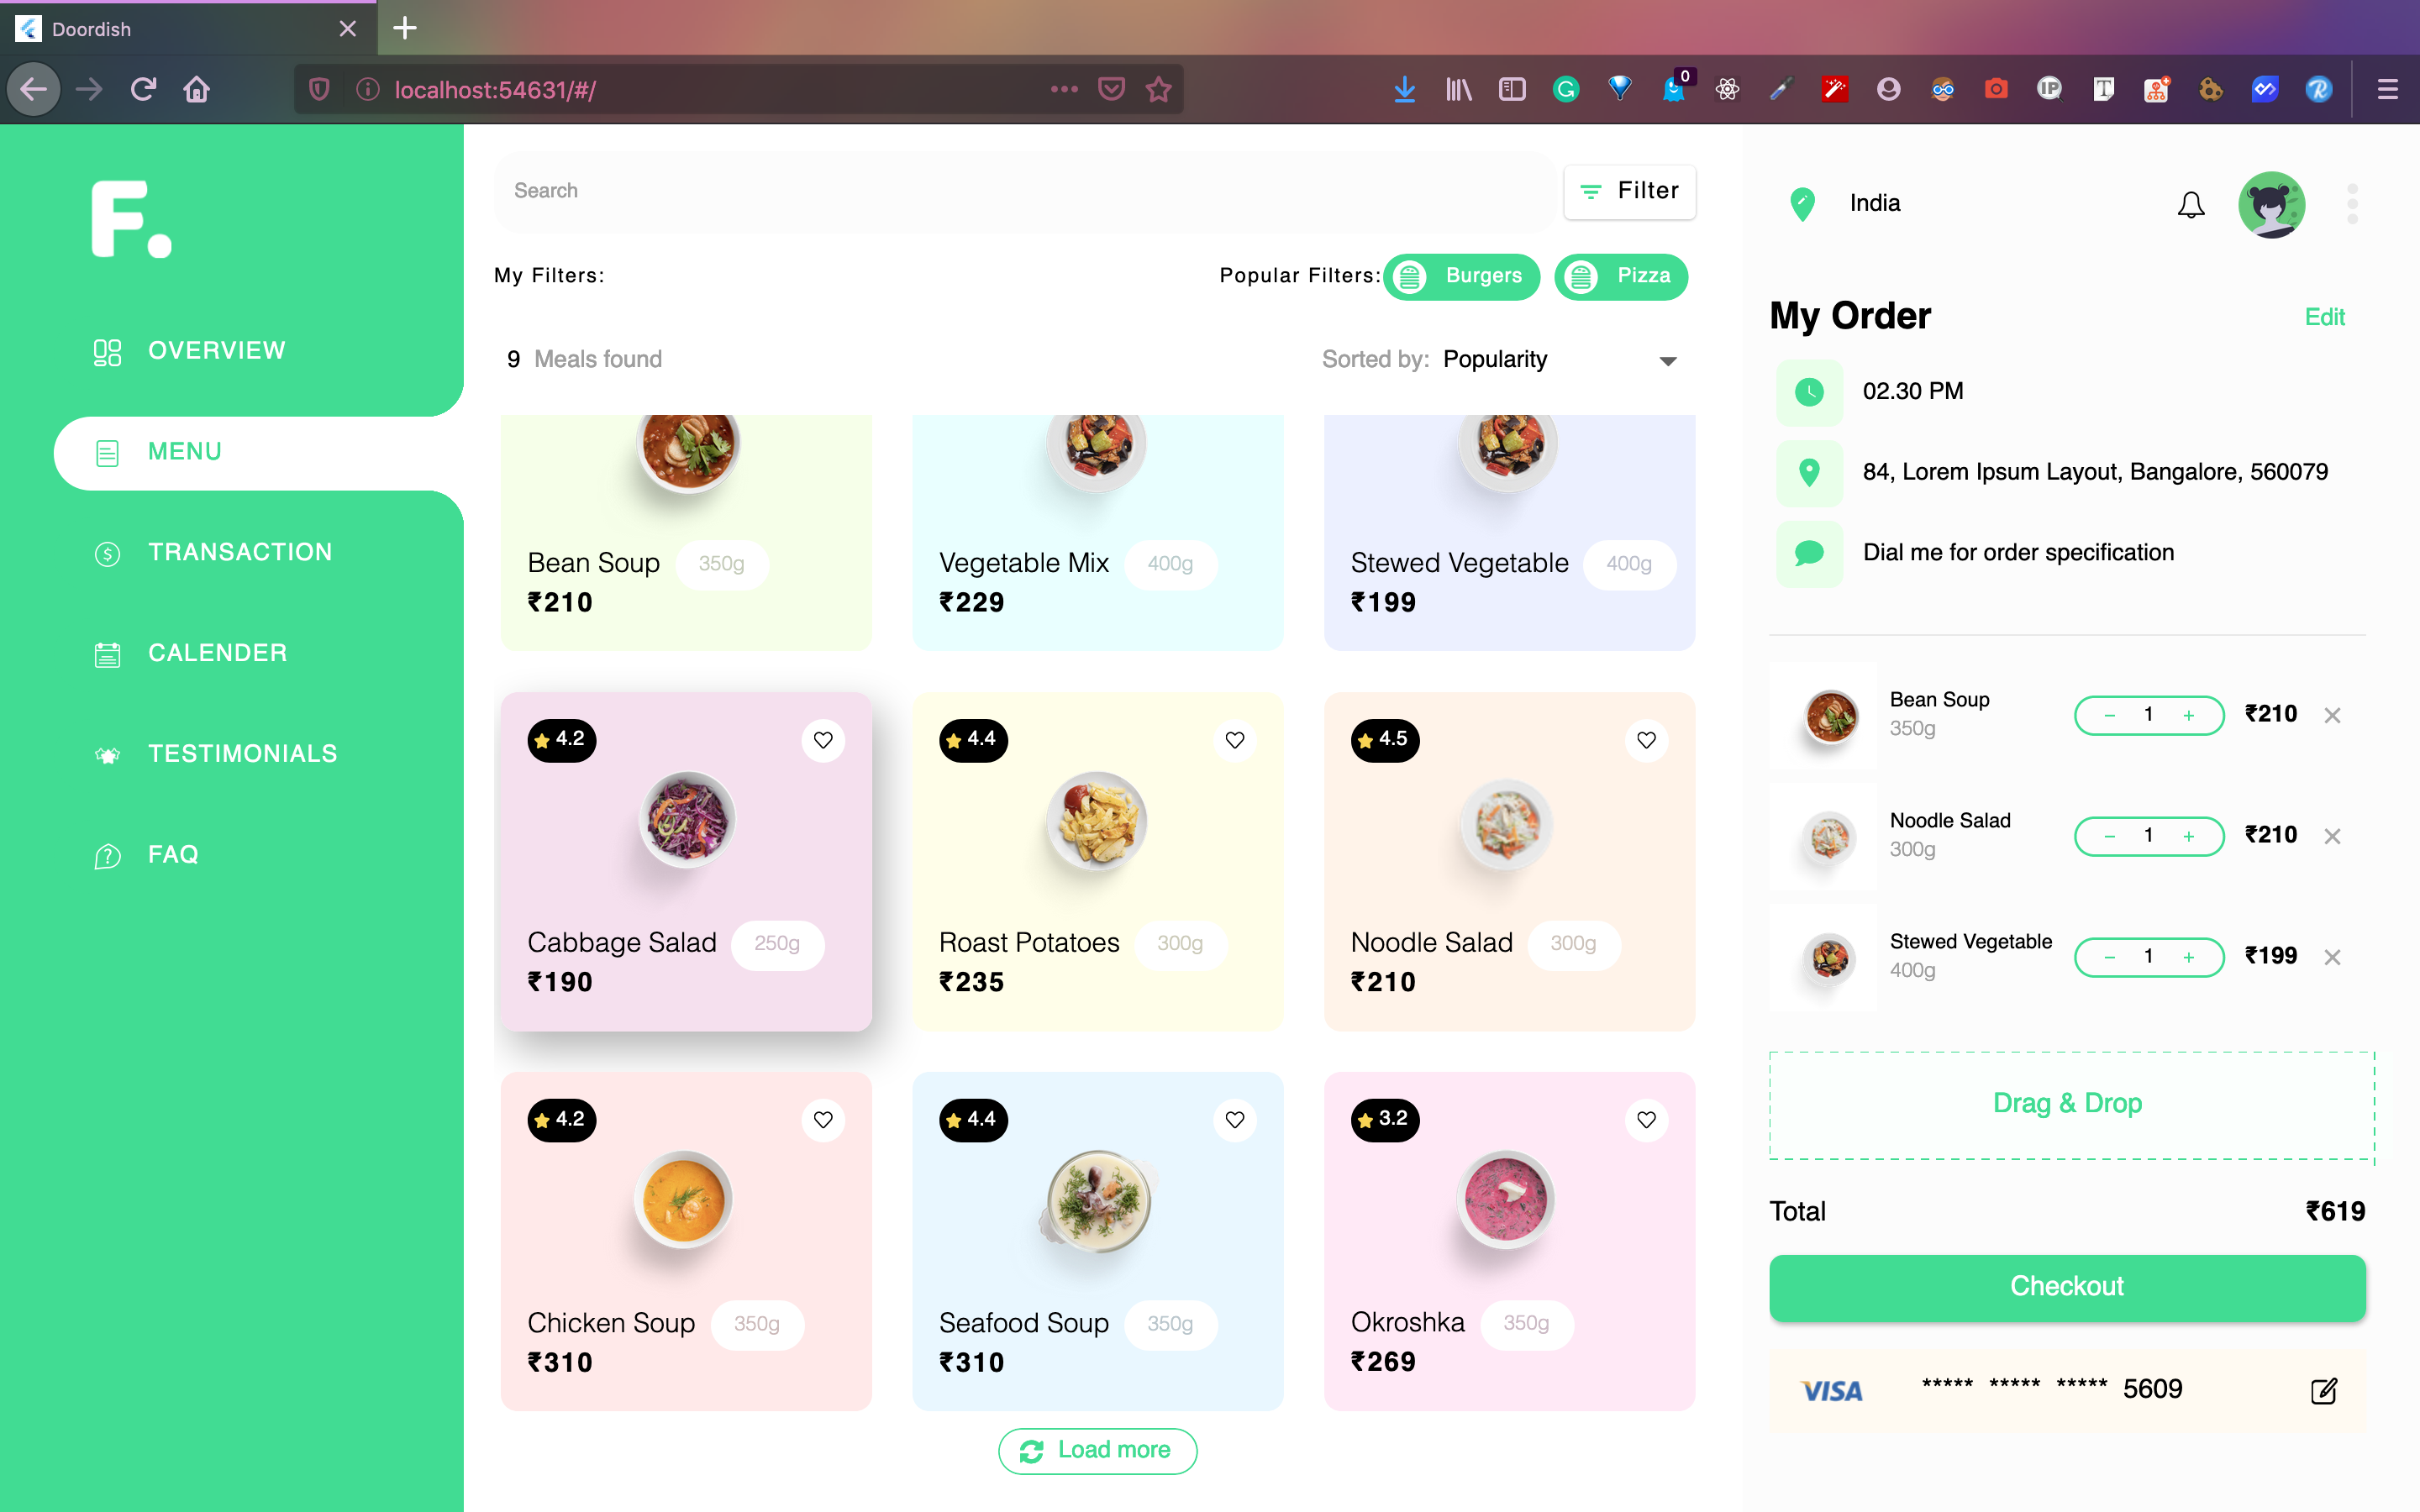 Doordish
localhost:54631/#/
0
F.
OVERVIEW
MENU
TRANSACTION
CALENDER
TESTIMONIALS
FAQ
Search
Filter
My Filters:
Popular Filters:
Burgers
Pizza
9 Meals found
Sorted by: Popularity
Bean Soup 350g
₹210
Vegetable Mix 400g
₹229
Stewed Vegetable 400g
₹199
4.2
Cabbage Salad 250g
₹190
4.4
Roast Potatoes 300g
₹235
4.5
Noodle Salad 300g
₹210
4.2
Chicken Soup 350g
₹310
4.4
Seafood Soup 350g
₹310
3.2
Okroshka 350g
₹269
Load more
India
My Order
Edit
02.30 PM
84, Lorem Ipsum Layout, Bangalore, 560079
Dial me for order specification
Bean Soup
350g
− 1 + ₹210
Noodle Salad
300g
− 1 + ₹210
Stewed Vegetable
400g
− 1 + ₹199
Drag & Drop
Total ₹619
Checkout
VISA ***** ***** ***** 5609